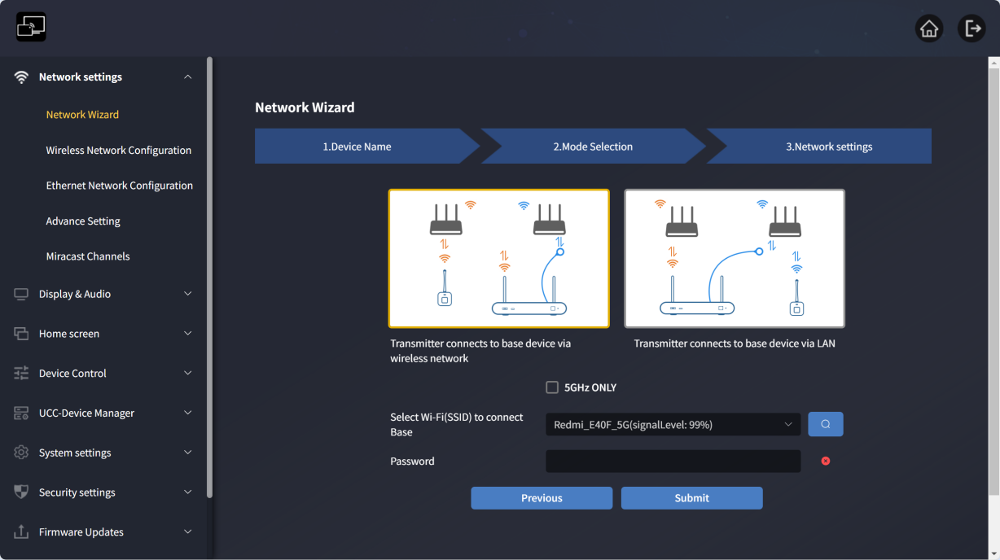 Network settings
Network Wizard
Wireless Network Configuration
Ethernet Network Configuration
Advance Setting
Miracast Channels
Display & Audio
Home screen
Device Control
UCC-Device Manager
System settings
Security settings
Firmware Updates
Network Wizard
1.Device Name
2.Mode Selection
3.Network settings
Transmitter connects to base device via
wireless network
Transmitter connects to base device via LAN
5GHz ONLY
Select Wi-Fi(SSID) to connect
Base
Redmi_E40F_5G(signalLevel: 99%)
Password
Previous
Submit